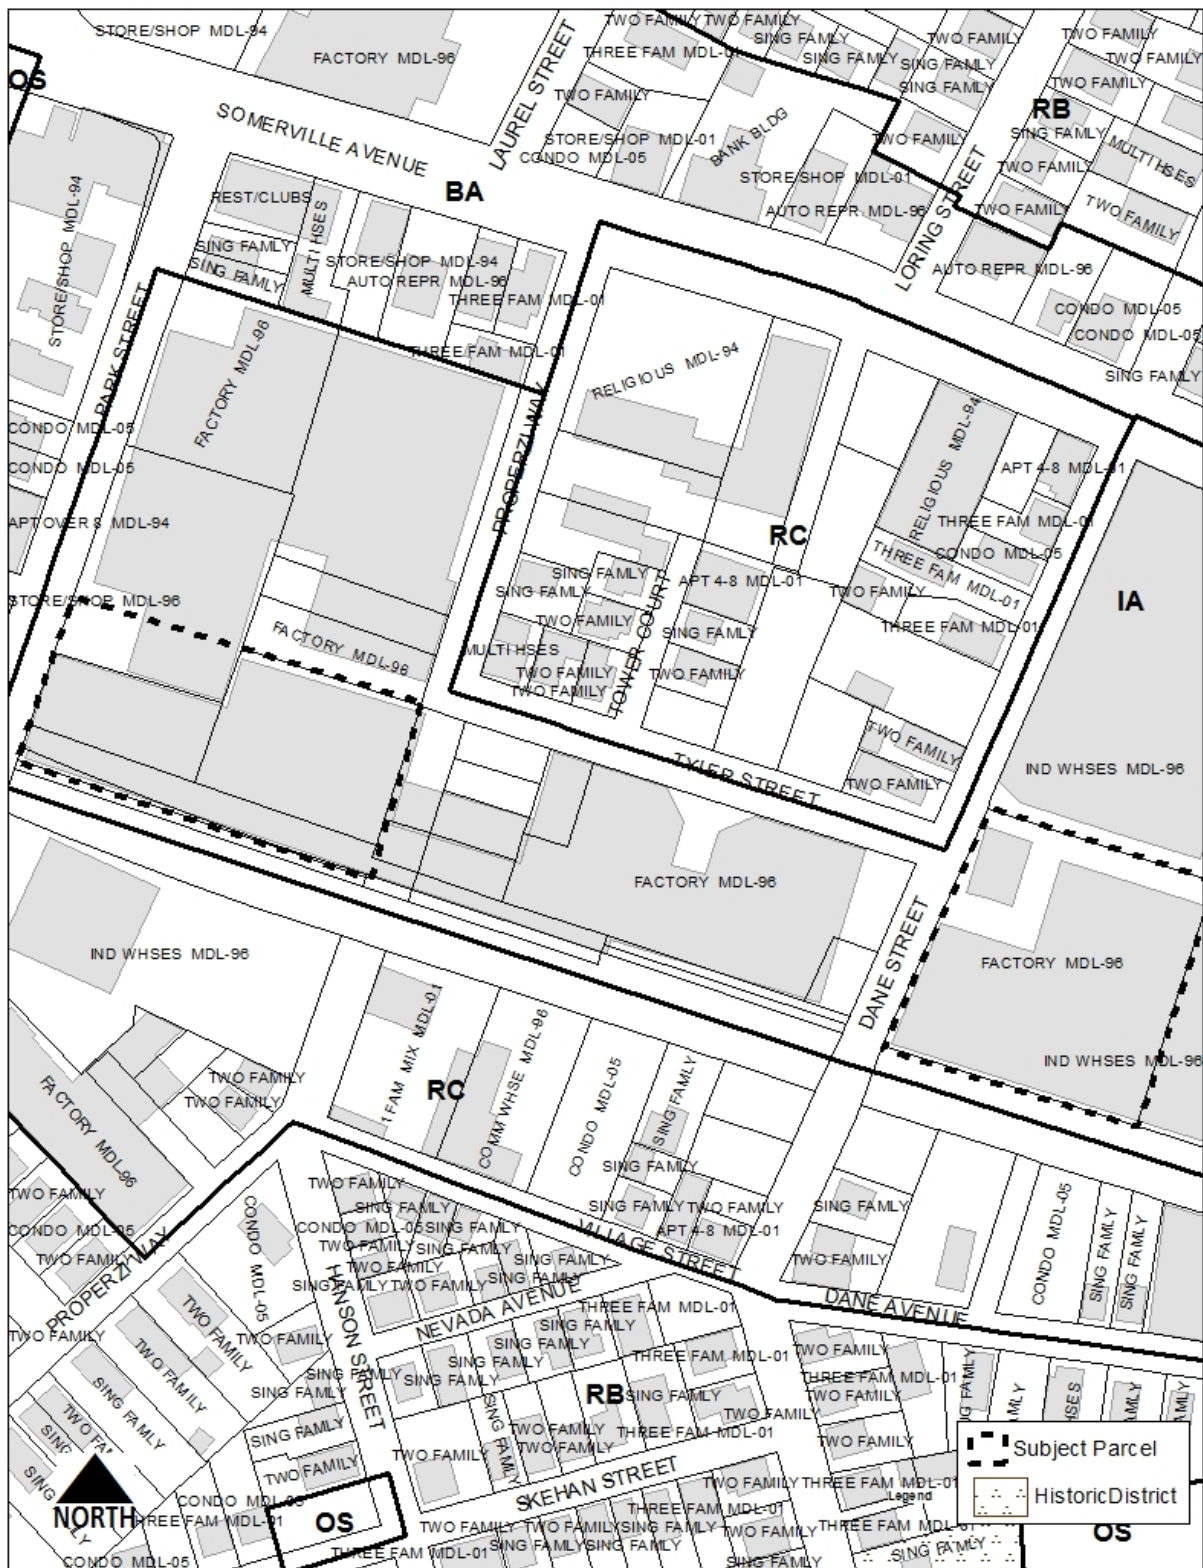 STORE/SHOP MDL-94
FACTORY MDL-96
LAUREL STREET
TWO FAMILY
TWO FAMILY
SING FAMLY
THREE FAM MDL-01
SING FAMLY
SING FAMLY
SING FAMLY
TWO FAMILY
TWO FAMILY
TWO FAMILY
TWO FAMILY
OS
RB
TWO FAMILY
SOMERVILLE AVENUE
STORE/SHOP MDL-01
CONDO MDL-05
BANK BLDG
TWO FAMILY
SING FAMLY
MULTI HSES
TWO FAMILY
STORE/SHOP MDL-01
BA
REST/CLUBS
MULTI HSES
STORE/SHOP MDL-94
AUTO REPR MDL-96
TWO FAMILY
TWO FAMILY
LORING STREET
SING FAMLY
SING FAMLY
STORE/SHOP MDL-94
AUTO REPR MDL-96
AUTO REPR MDL-96
THREE FAM MDL-01
CONDO MDL-05
CONDO MDL-05
THREE/FAM MDL-01
SING FAMLY
PARK STREET
FACTORY MDL-96
RELIGIOUS MDL-94
PROPERZI WAY
CONDO MDL-05
CONDO MDL-05
RELIGIOUS MDL-94
APT 4-8 MDL-01
APT OVER 8 MDL-94
THREE FAM MDL-01
RC
CONDO MDL-05
THREE FAM MDL-01
SING FAMLY
SING FAMLY
APT 4-8 MDL-01
TWO FAMILY
IA
STORE/SHOP MDL-96
TWO FAMILY
SING FAMLY
THREE FAM MDL-01
FACTORY MDL-96
MULTI HSES
TOWER COURT
TWO FAMILY
TWO FAMILY
TWO FAMILY
TWO FAMILY
TYLER STREET
TWO FAMILY
IND WHSES MDL-96
FACTORY MDL-96
DANE STREET
IND WHSES MDL-96
FACTORY MDL-96
IND WHSES MDL-96
1 FAM MIX MDL-01
COMM WHSE MDL-96
CONDO MDL-05
SING FAMLY
RC
FACTORY MDL-96
TWO FAMILY
TWO FAMILY
SING FAMLY
TWO FAMILY
CONDO MDL-05
TWO FAMILY
TWO FAMILY
SING FAMLY
CONDO MDL-05
SING FAMLY
TWO FAMILY
SING FAMLY
TWO FAMILY
SING FAMLY
TWO FAMILY
SING FAMLY
SING FAMLY
SING FAMLY
TWO FAMILY
APT 4-8 MDL-01
VILLAGE STREET
SING FAMLY
TWO FAMILY
CONDO MDL-05
SING FAMLY
SING FAMLY
PROPERZI WAY
CONDO MDL-05
HANSON STREET
NEVADA AVENUE
DANE AVENUE
TWO FAMILY
TWO FAMILY
TWO FAMILY
TWO FAMILY
SING FAMLY
SING FAMLY
SING FAMLY
THREE FAM MDL-01
SING FAMLY
SING FAMLY
SING FAMLY
THREE FAM MDL-01
TWO FAMILY
THREE FAM MDL-01
TWO FAMILY
RB
SING FAMLY
TWO FAMILY
SING FAMLY
SING FAMLY
TWO FAMILY
TWO FAMILY
THREE FAM MDL-01
TWO FAMILY
HSES
TWO FAMILY
TWO FAMILY
SKEHAN STREET
TWO FAMILY
THREE FAM MDL-01
THREE FAM MDL-01
THREE FAM MDL-01
Legend
Subject Parcel
HistoricDistrict
NORTH
CONDO MDL-05
THREE FAM MDL-01
OS
TWO FAMILY
TWO FAMILY
SING FAMLY
TWO FAMILY
SING FAMLY
SING FAMLY
SING FAMLY
SING FAMLY
OS
CONDO MDL-05
THREE FAM MDL-01